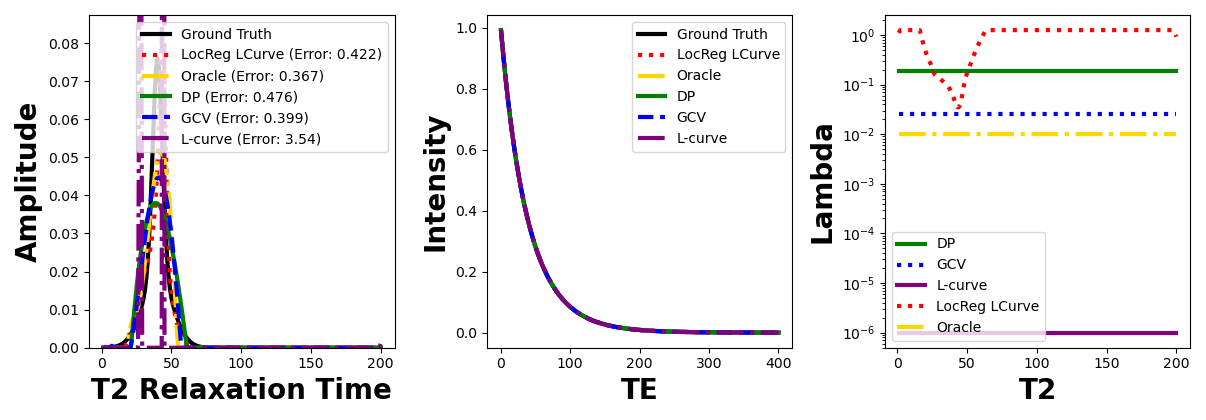 Amplitude
0.08
0.07
0.06
0.05
0.04
0.03
0.02
0.01
0.00
Ground Truth
LocReg LCurve (Error: 0.422)
Oracle (Error: 0.367)
DP (Error: 0.476)
GCV (Error: 0.399)
L-curve (Error: 3.54)
0 50 100 150 200
T2 Relaxation Time
Intensity
1.0
0.8
0.6
0.4
0.2
0.0
Ground Truth
LocReg LCurve
Oracle
DP
GCV
L-curve
0 100 200 300 400
TE
Lambda
10⁰
10⁻¹
10⁻²
10⁻³
10⁻⁴
10⁻⁵
10⁻⁶
DP
GCV
L-curve
LocReg LCurve
Oracle
0 50 100 150 200
T2